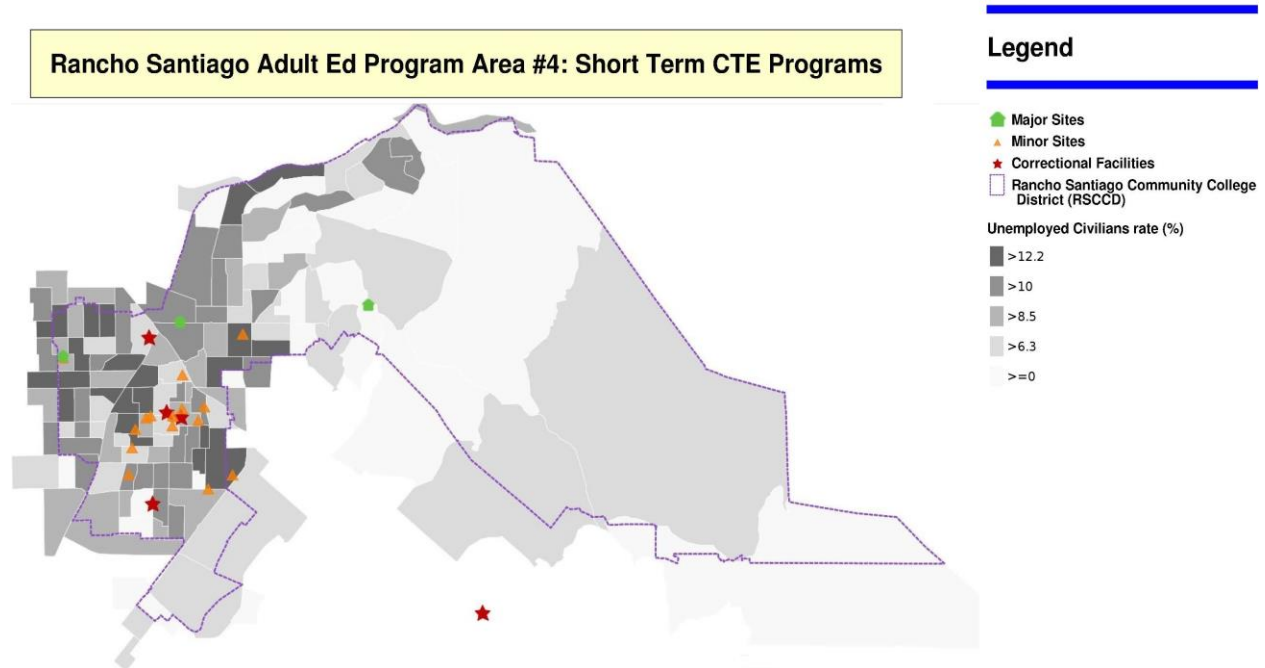 Rancho Santiago Adult Ed Program Area #4: Short Term CTE Programs
Legend
Major Sites
Minor Sites
Correctional Facilities
Rancho Santiago Community College
District (RSCCD)
Unemployed Civilians rate (%)
>12.2
>10
>8.5
>6.3
>=0